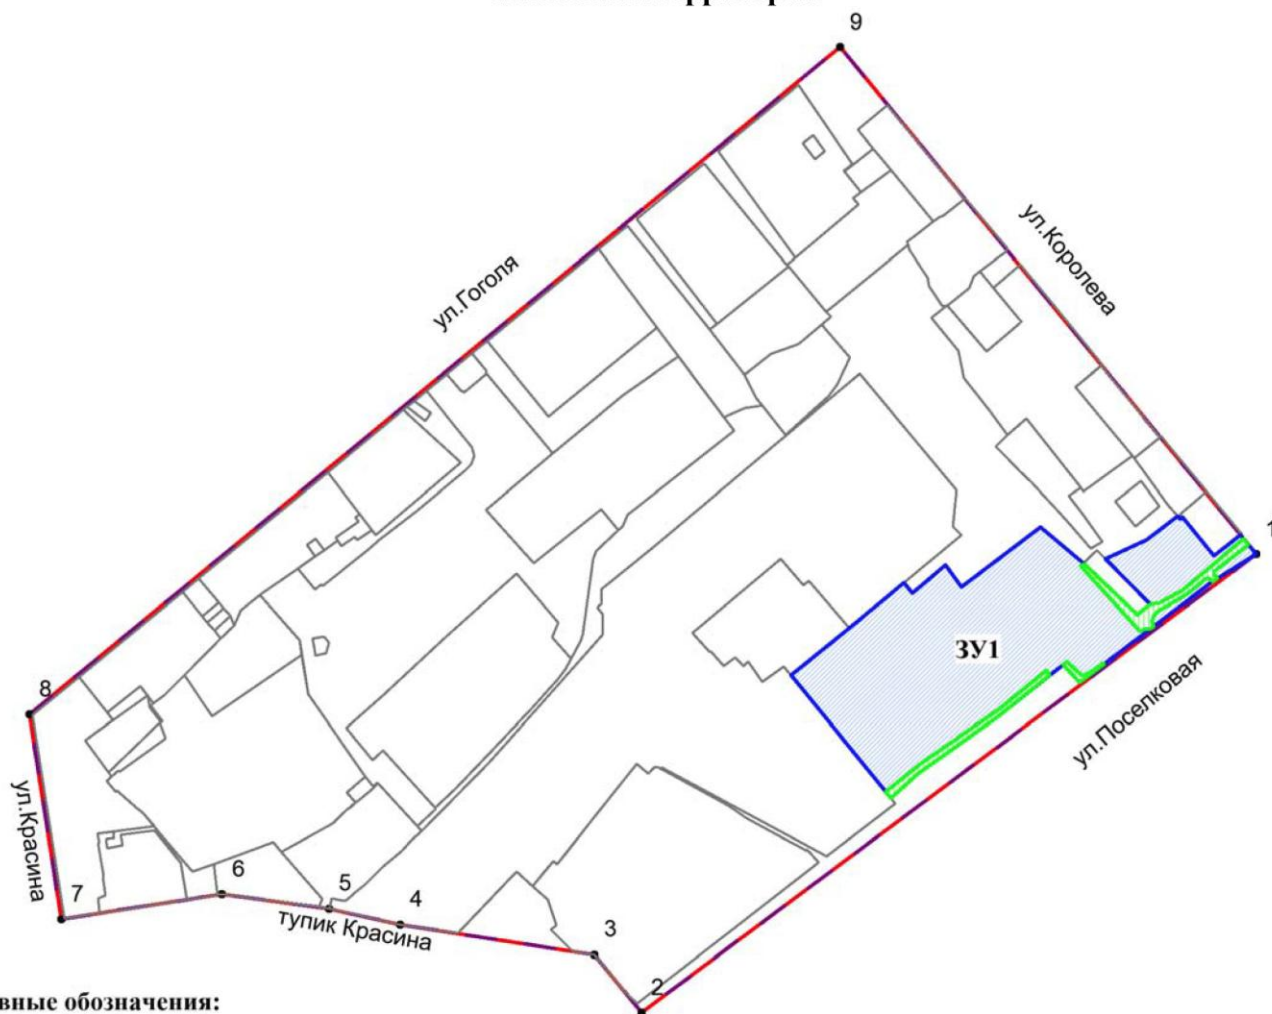 9
ул.Королева
ул.Гоголя
1
ЗУ1
ул.Поселковая
8
ул.Красина
7
6
5
4
тупик Красина
3
2
вные обозначения: